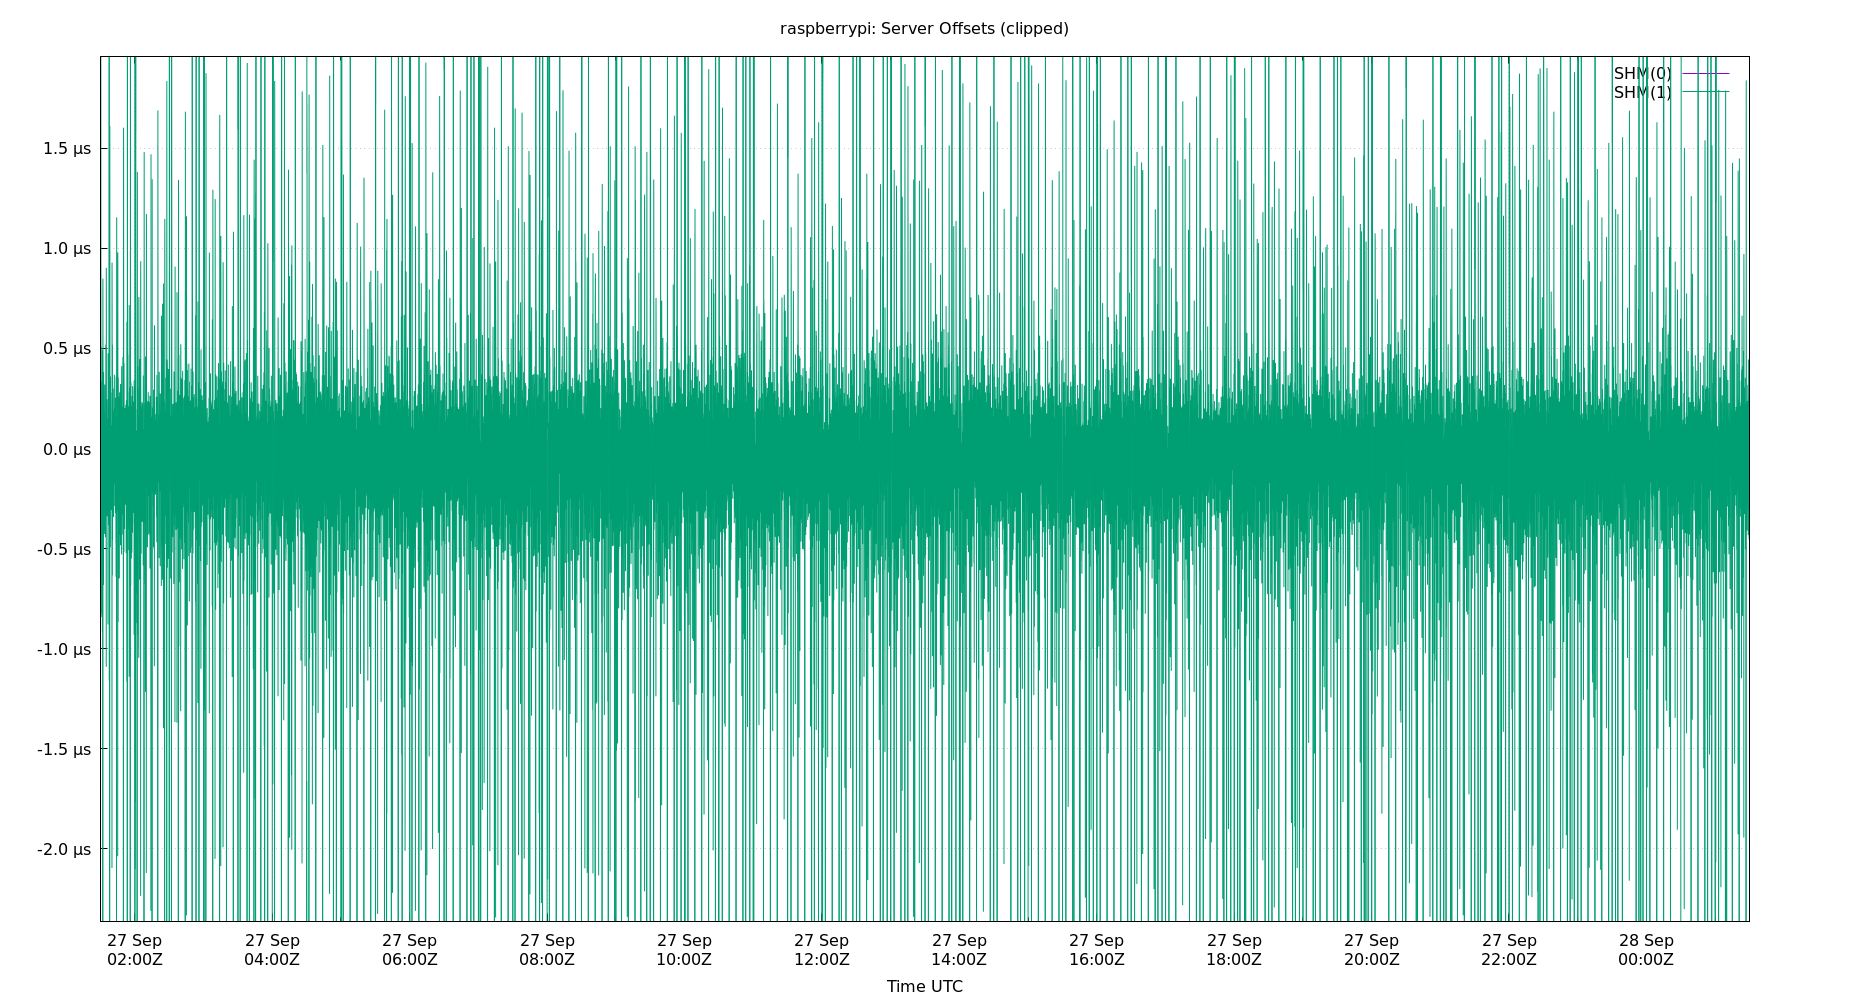 raspberrypi: Server Offsets (clipped)
SHM(0)
SHM(1)
1.5 µs
1.0 µs
0.5 µs
0.0 µs
-0.5 µs
-1.0 µs
-1.5 µs
-2.0 µs
27 Sep 27 Sep 27 Sep 27 Sep 27 Sep 27 Sep 27 Sep 27 Sep 27 Sep 27 Sep 27 Sep 28 Sep
02:00Z 04:00Z 06:00Z 08:00Z 10:00Z 12:00Z 14:00Z 16:00Z 18:00Z 20:00Z 22:00Z 00:00Z
Time UTC